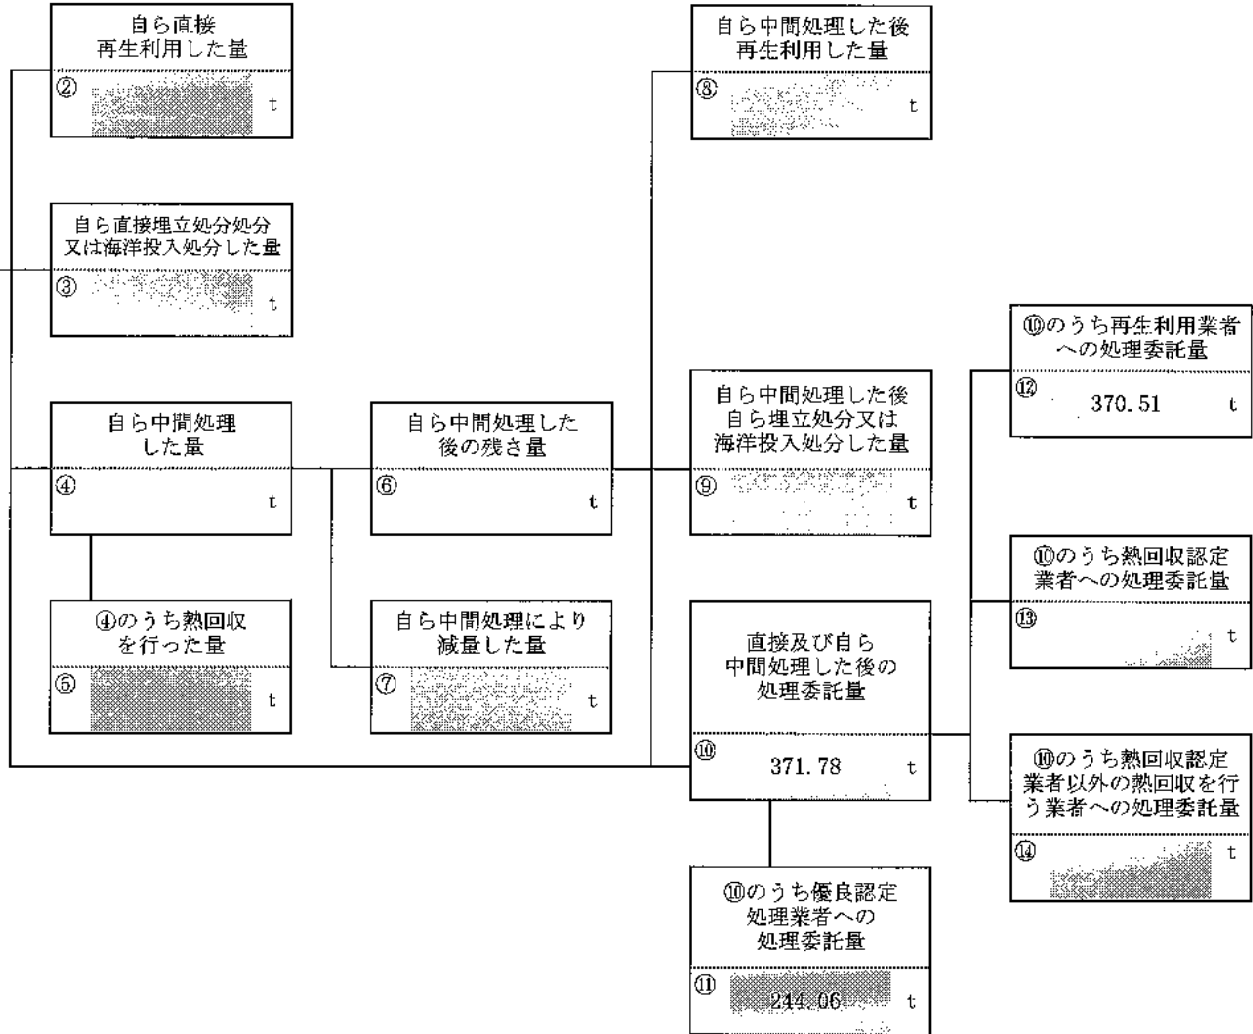 自ら直接
再生利用した量
② t
自ら直接埋立処分処分
又は海洋投入処分した量
③ t
自ら中間処理
した量
④ t
④のうち熱回収
を行った量
⑤ t
自ら中間処理した
後の残さ量
⑥ t
自ら中間処理により
減量した量
⑦ t
自ら中間処理した後
再生利用した量
⑧ t
自ら中間処理した後
自ら埋立処分又は
海洋投入処分した量
⑨ t
直接及び自ら
中間処理した後の
処理委託量
⑩ 371.78 t
⑩のうち優良認定
処理業者への
処理委託量
⑪ 244.06 t
⑩のうち再生利用業者
への処理委託量
⑫ 370.51 t
⑩のうち熱回収認定
業者への処理委託量
⑬ t
⑩のうち熱回収認定
業者以外の熱回収を行
う業者への処理委託量
⑭ t